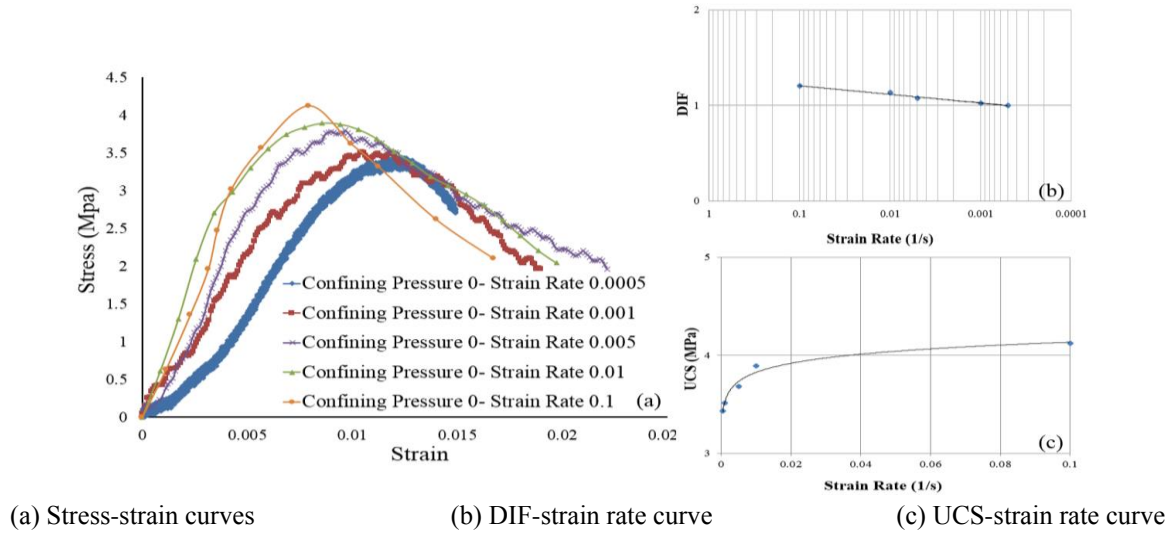 4.5
4
3.5
3
2.5
2
1.5
1
0.5
0
Stress (Mpa)
Confining Pressure 0- Strain Rate 0.0005
Confining Pressure 0- Strain Rate 0.001
Confining Pressure 0- Strain Rate 0.005
Confining Pressure 0- Strain Rate 0.01
Confining Pressure 0- Strain Rate 0.1
(a)
0 0.005 0.01 0.015 0.02 0.02
Strain
2
1
0
DIF
(b)
1 0.1 0.01 0.001 0.0001
Strain Rate (1/s)
5
4
3
UCS (MPa)
(c)
0 0.02 0.04 0.06 0.08 0.1
Strain Rate (1/s)
(a) Stress-strain curves (b) DIF-strain rate curve (c) UCS-strain rate curve